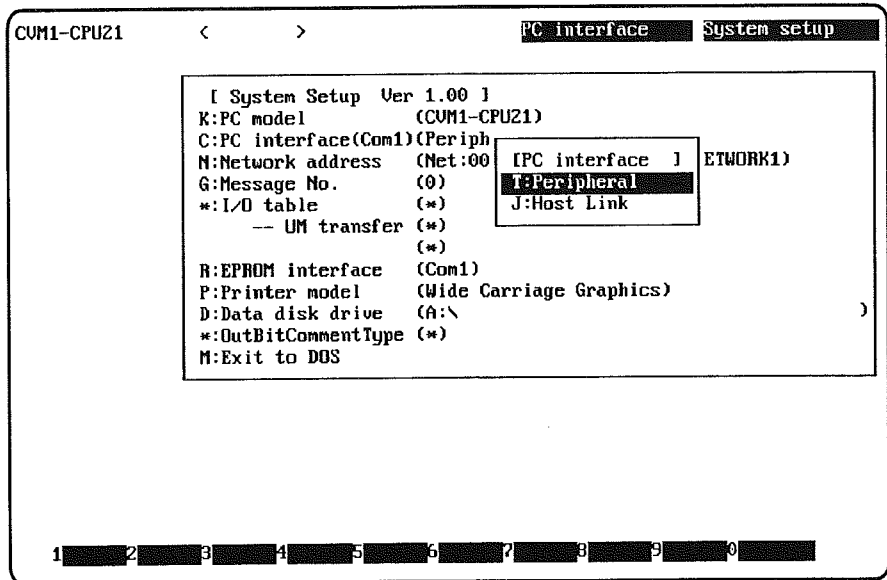 CVM1-CPU21 < > PC interface System setup
[ System Setup Ver 1.00 ]
K:PC model (CVM1-CPU21)
C:PC interface(Com1)(Periph
N:Network address (Net:00 [PC interface ] ETWORK1)
G:Message No. (0) T:Peripheral
*:I/O table (*) J:Host Link
-- UM transfer (*)
(*)
R:EPROM interface (Com1)
P:Printer model (Wide Carriage Graphics)
D:Data disk drive (A:\ )
*:OutBitCommentType (*)
M:Exit to DOS
1 2 3 4 5 6 7 8 9 0